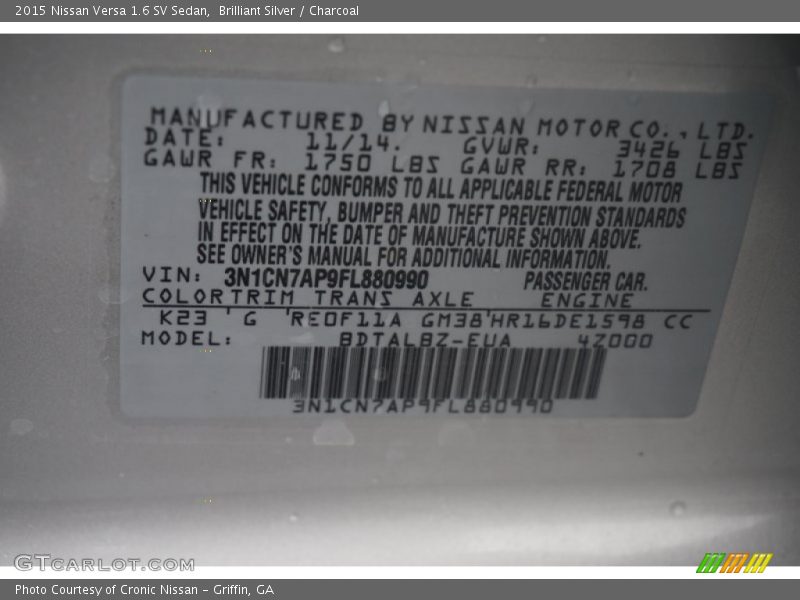 2015 Nissan Versa 1.6 SV Sedan,  Brilliant Silver / Charcoal
MANUFACTURED BY NISSAN MOTOR CO., LTD.
DATE: 11/14. GVWR: 3426 LBS
GAWR FR: 1750 LBS GAWR RR: 1708 LBS
THIS VEHICLE CONFORMS TO ALL APPLICABLE FEDERAL MOTOR
VEHICLE SAFETY, BUMPER AND THEFT PREVENTION STANDARDS
IN EFFECT ON THE DATE OF MANUFACTURE SHOWN ABOVE.
SEE OWNER'S MANUAL FOR ADDITIONAL INFORMATION.
VIN: 3N1CN7AP9FL880990 PASSENGER CAR.
COLOR TRIM TRANS AXLE ENGINE
K23 ' G 'RE0F11A GM38'HR16DE1598 CC
MODEL: BDTALBZ-EUA 4Z000
3N1CN7AP9FL880990
GTCARLOT.COM
Photo Courtesy of Cronic Nissan - Griffin, GA